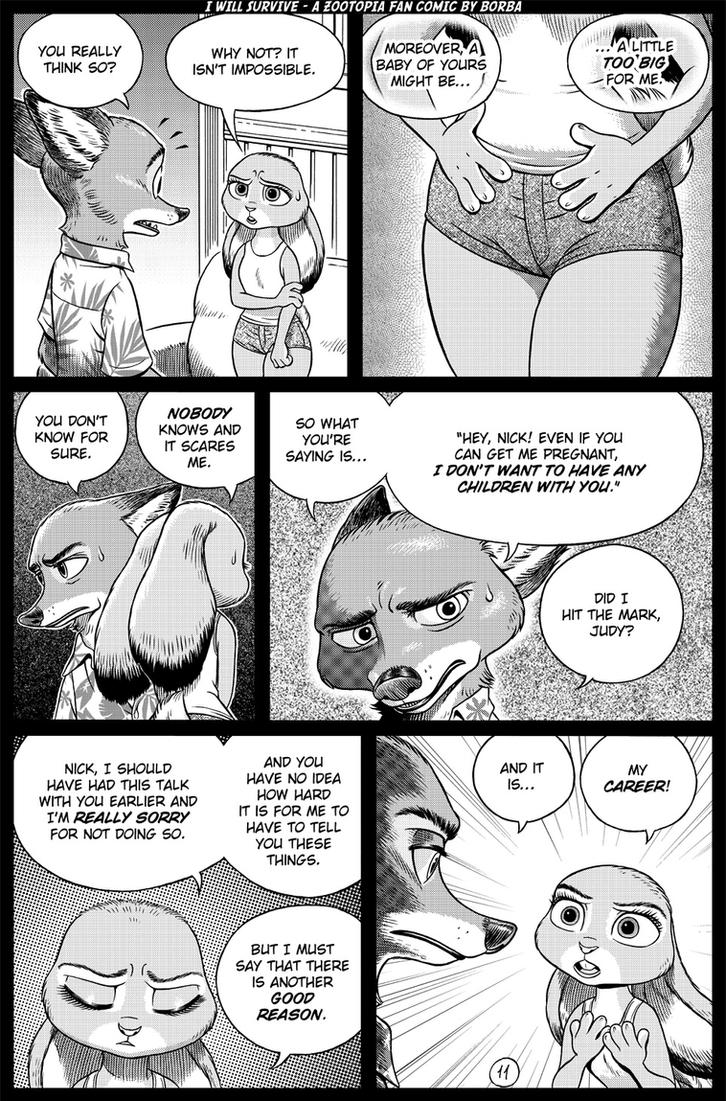 I WILL SURVIVE - A ZOOTOPIA FAN COMIC BY BORBA
YOU REALLY
THINK SO?
WHY NOT? IT
ISN'T IMPOSSIBLE.
MOREOVER, A
BABY OF YOURS
MIGHT BE...
... A LITTLE
TOO BIG
FOR ME.
YOU DON'T
KNOW FOR
SURE.
NOBODY
KNOWS AND
IT SCARES
ME.
SO WHAT
YOU'RE
SAYING IS...
"HEY, NICK! EVEN IF YOU
CAN GET ME PREGNANT,
I DON'T WANT TO HAVE ANY
CHILDREN WITH YOU."
DID I
HIT THE MARK,
JUDY?
NICK, I SHOULD
HAVE HAD THIS TALK
WITH YOU EARLIER AND
I'M REALLY SORRY
FOR NOT DOING SO.
AND YOU
HAVE NO IDEA
HOW HARD
IT IS FOR ME TO
HAVE TO TELL
YOU THESE
THINGS.
BUT I MUST
SAY THAT THERE
IS ANOTHER
GOOD
REASON.
AND IT
IS...
MY
CAREER!
11